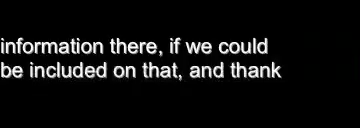 information there, if we could
be included on that, and thank